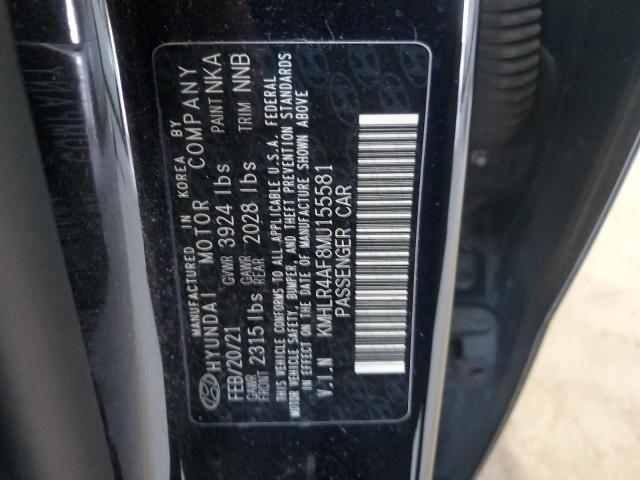 MANUFACTURED IN KOREA BY
HYUNDAI MOTOR COMPANY
FEB/20/21 GVWR 3924 lbs PAINT NKA
GAWR FRONT 2315 lbs GAWR REAR 2028 lbs TRIM NNB
THIS VEHICLE CONFORMS TO ALL APPLICABLE U.S.A. FEDERAL
MOTOR VEHICLE SAFETY, BUMPER, AND THEFT PREVENTION STANDARDS
IN EFFECT ON THE DATE OF MANUFACTURE SHOWN ABOVE
V.I.N KMHLR4AF8MU155581
PASSENGER CAR